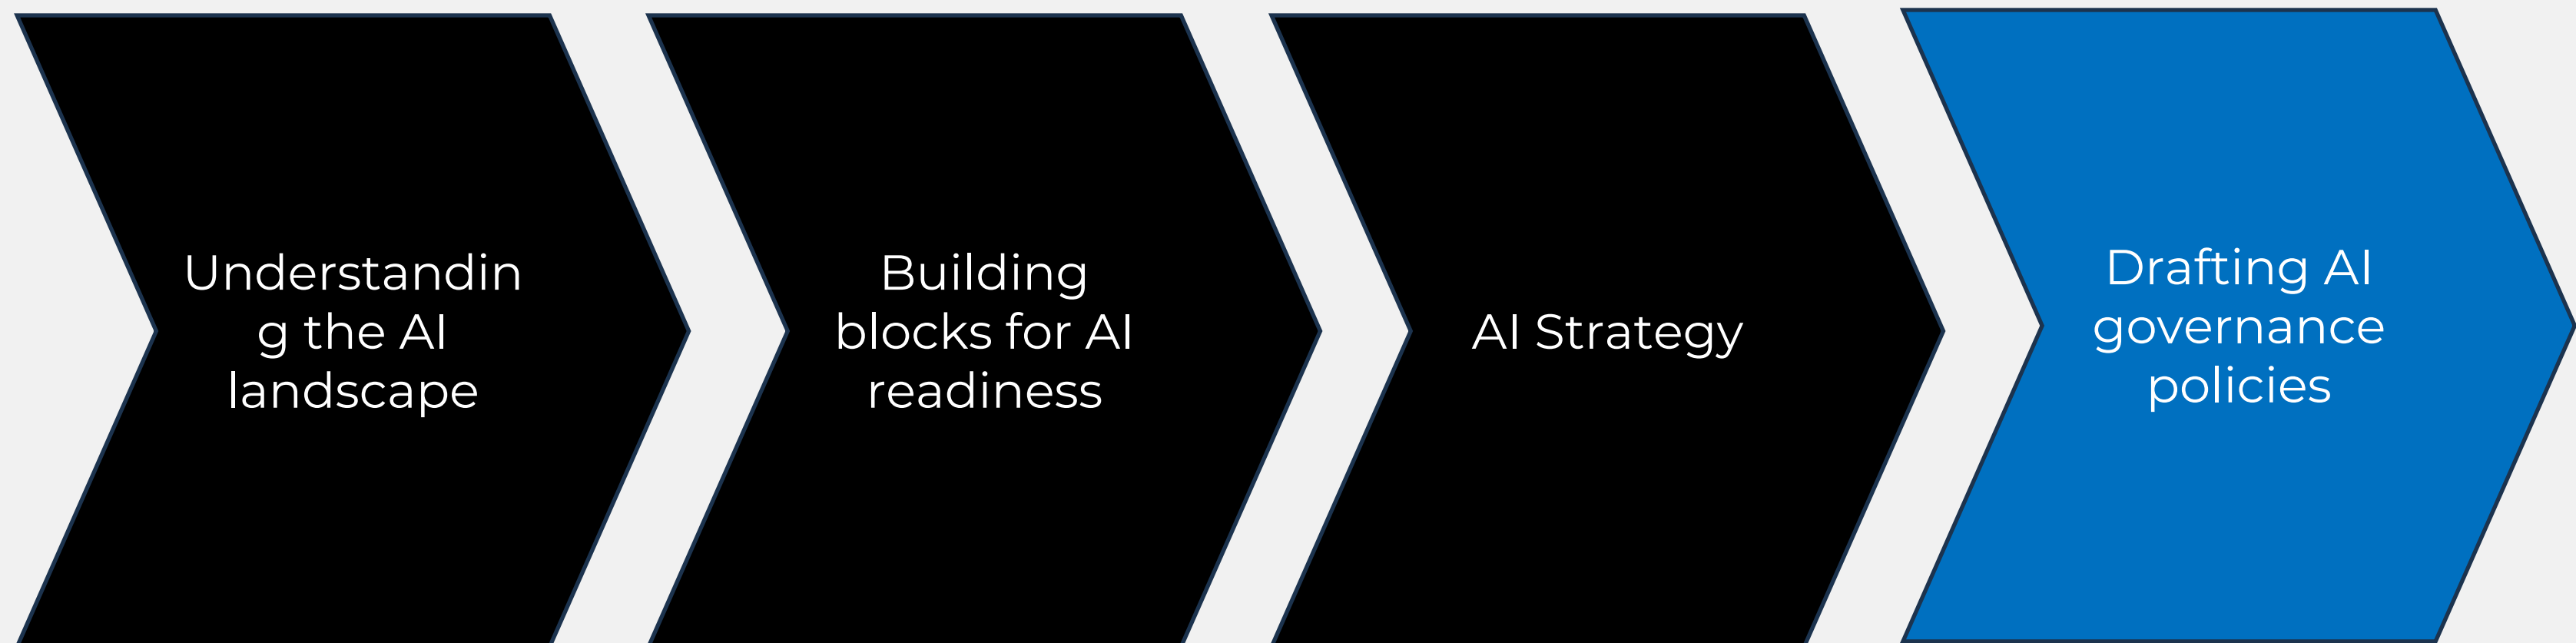 Understandin
g the AI
landscape
Building
blocks for AI
readiness
AI Strategy
Drafting AI
governance
policies